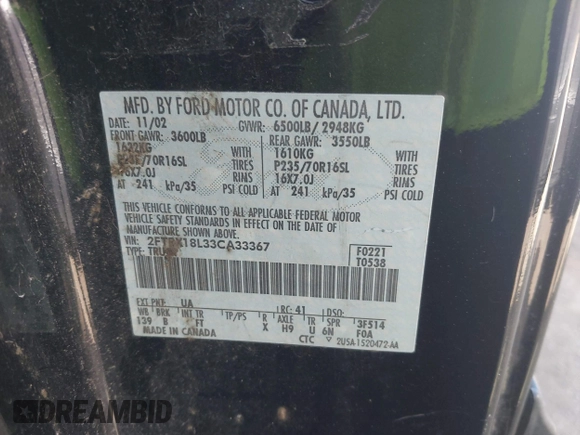 MFD. BY FORD MOTOR CO. OF CANADA, LTD.
DATE: 11/02 GVWR: 6500LB/ 2948KG
FRONT GAWR: 3600LB REAR GAWR: 3550LB
1632KG 1610KG
P235/70R16SL TIRES P235/70R16SL TIRES
16X7.0J RIMS 16X7.0J RIMS
AT 241 kPa/35 PSI COLD AT 241 kPa/35 PSI COLD
THIS VEHICLE CONFORMS TO ALL APPLICABLE FEDERAL MOTOR
VEHICLE SAFETY STANDARDS IN EFFECT ON THE DATE OF
MANUFACTURE SHOWN ABOVE.
VIN: F0221
TYPE: TRUCK T0538
EXT PNT: UA RC: 41 DSO:
WB BRK INT TR TP/PS R AXLE TR SPR 3F514
139 B FT X H9 U 6N F0A
MADE IN CANADA CTC ▽ 2U5A-1520472-AA
DREAMBID